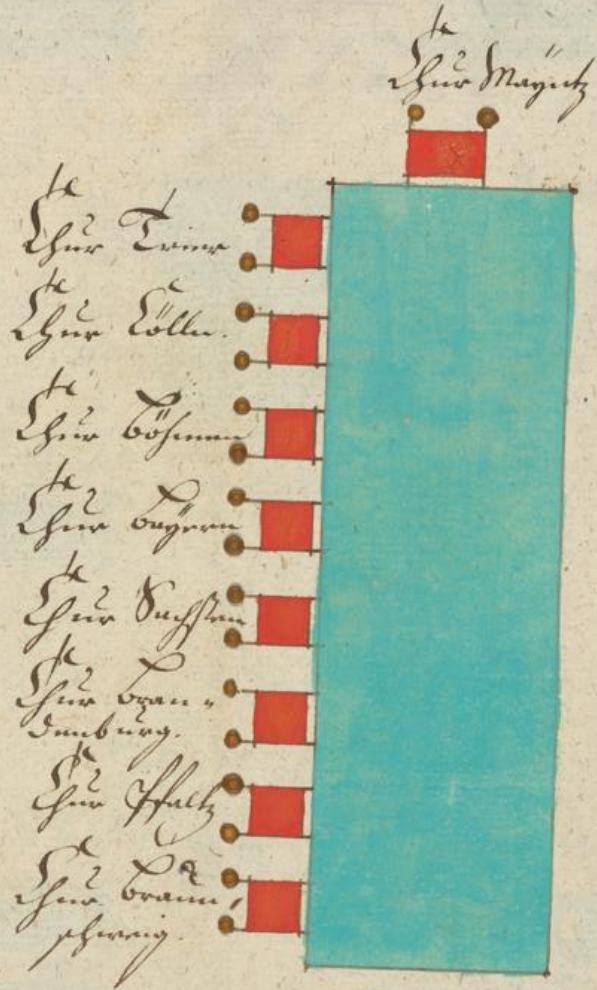 Chur Mayntz
Chur Trier
Chur Cölln.
Chur Böhmen
Chur Bayern
Chur Sachssen
Chur Bran-
denburg.
Chur Pfaltz
Chur Braun,
schweig.